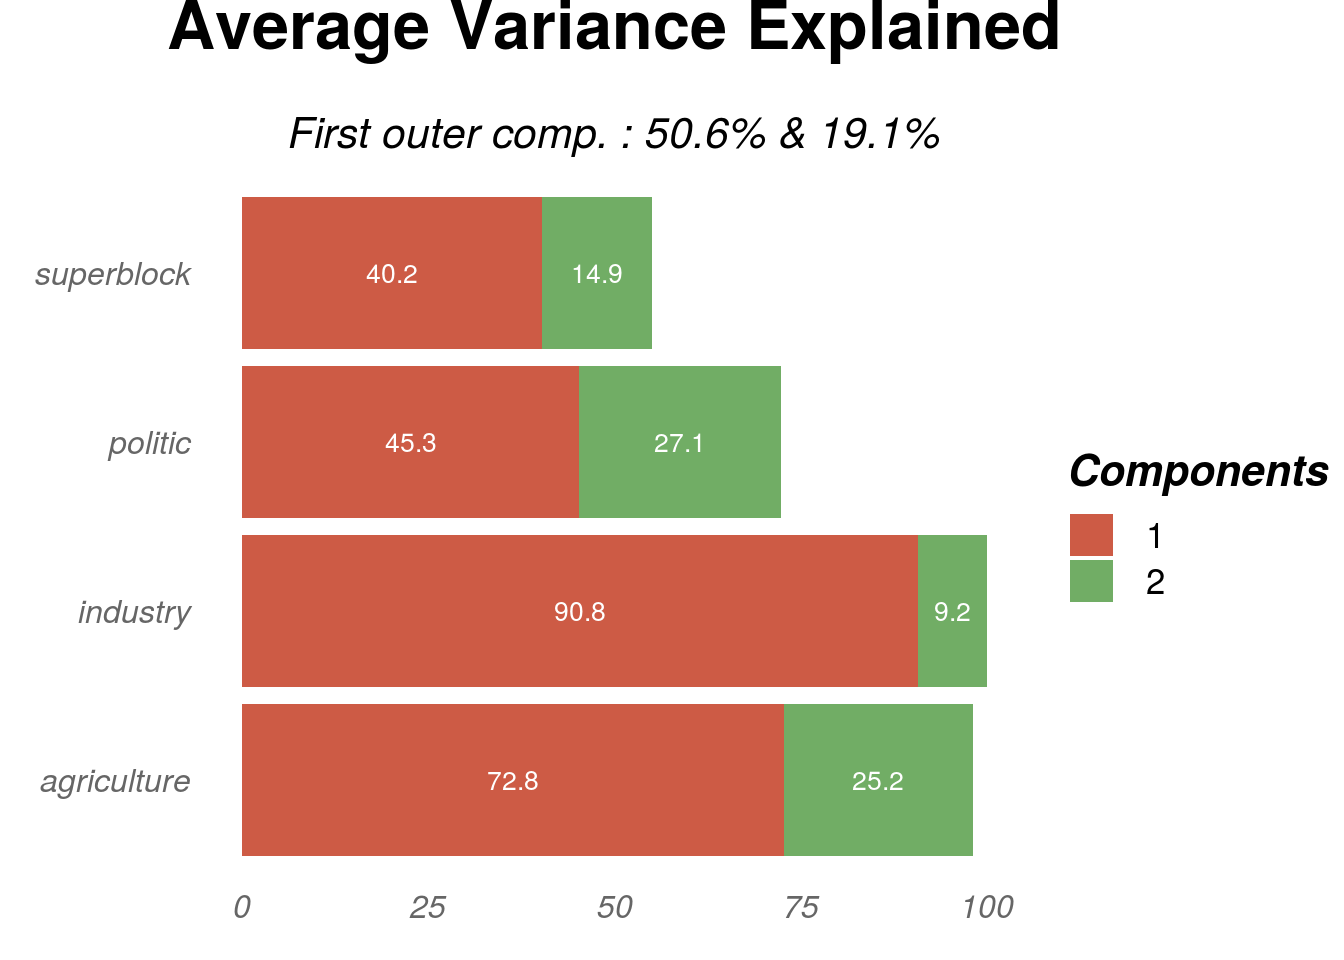 Average Variance Explained
First outer comp. : 50.6% & 19.1%
superblock 40.2 14.9
politic 45.3 27.1
industry 90.8 9.2
agriculture 72.8 25.2
0 25 50 75 100
Components
1
2